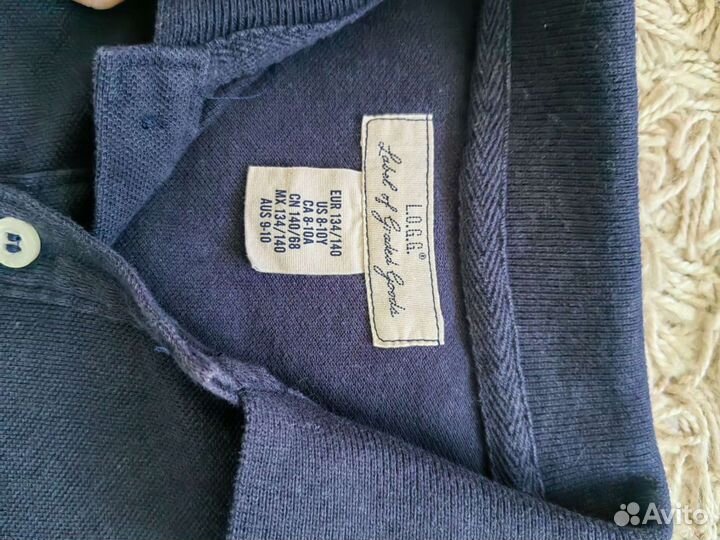 L.O.G.G.®
Label of Graded Goods
EUR 134/140
US 8-10Y
CA 8-10A
CN 140/68
MX 134/140
AUS 9-10
Avito